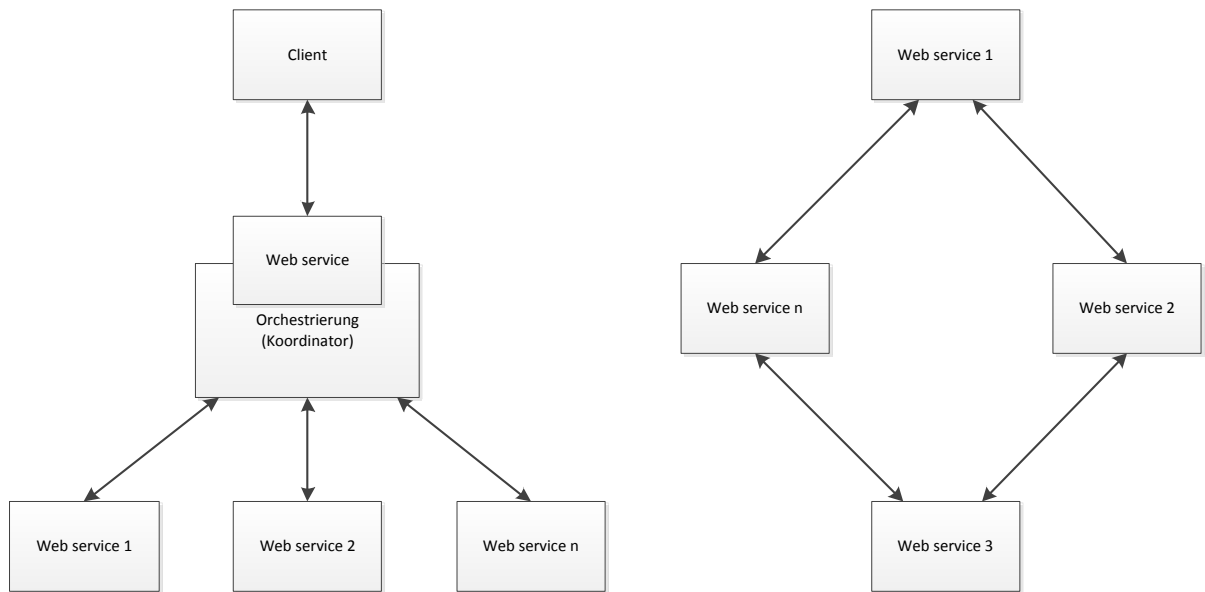 Client
Web service
Orchestrierung
(Koordinator)
Web service 1
Web service 2
Web service n
Web service 1
Web service n
Web service 2
Web service 3